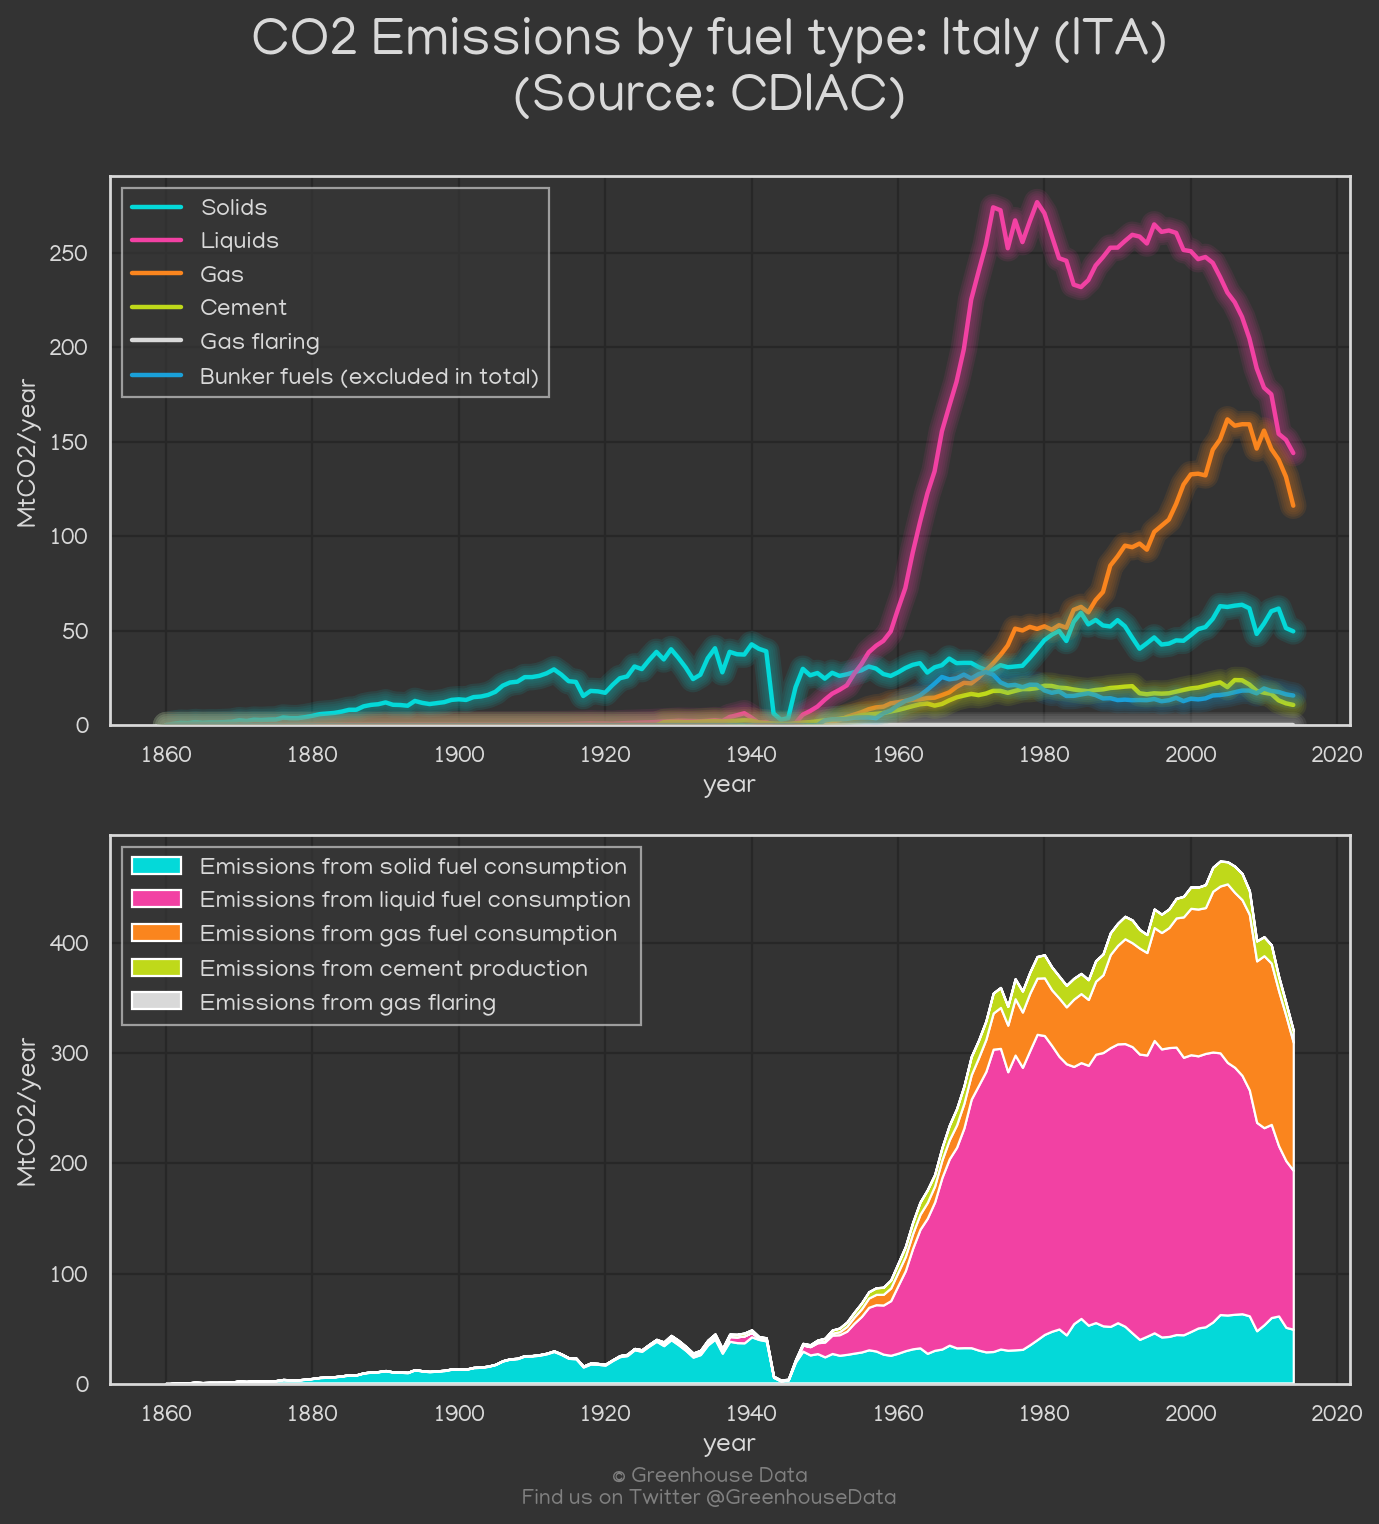 CO2 Emissions by fuel type: Italy (ITA)
(Source: CDIAC)
Solids
Liquids
Gas
Cement
Gas flaring
Bunker fuels (excluded in total)
MtCO2/year
250
200
150
100
50
0
1860 1880 1900 1920 1940 1960 1980 2000 2020
year
Emissions from solid fuel consumption
Emissions from liquid fuel consumption
Emissions from gas fuel consumption
Emissions from cement production
Emissions from gas flaring
MtCO2/year
400
300
200
100
0
1860 1880 1900 1920 1940 1960 1980 2000 2020
year
© Greenhouse Data
Find us on Twitter @GreenhouseData